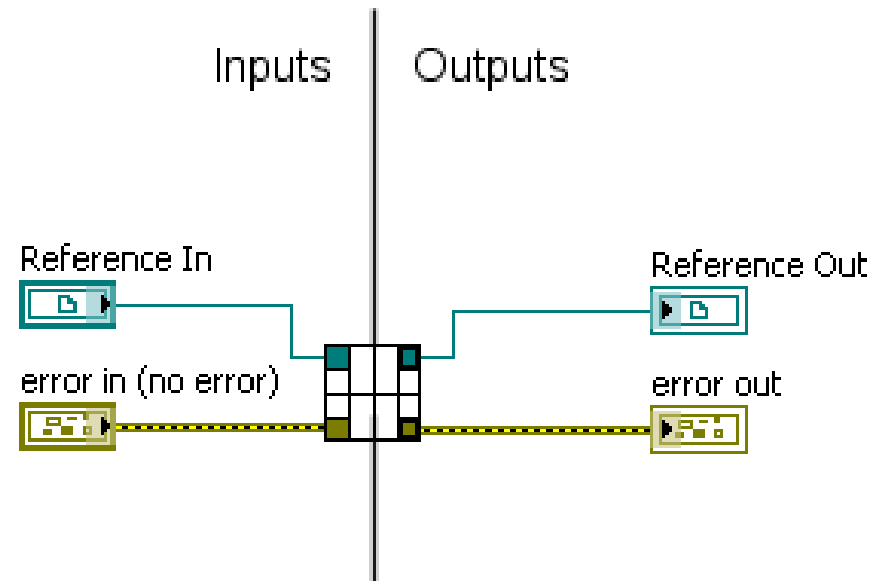 Inputs
Outputs
Reference In
Reference Out
error in (no error)
error out